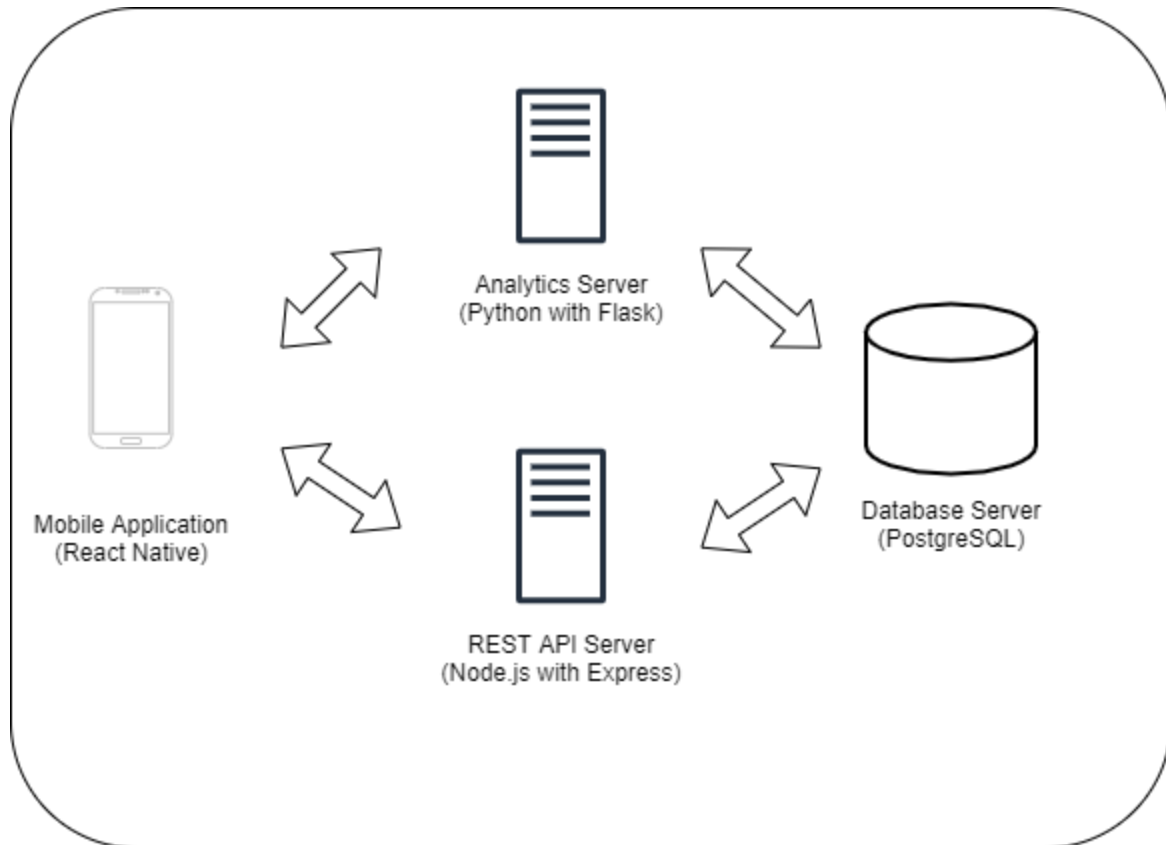 Analytics Server
(Python with Flask)
Mobile Application
(React Native)
Database Server
(PostgreSQL)
REST API Server
(Node.js with Express)